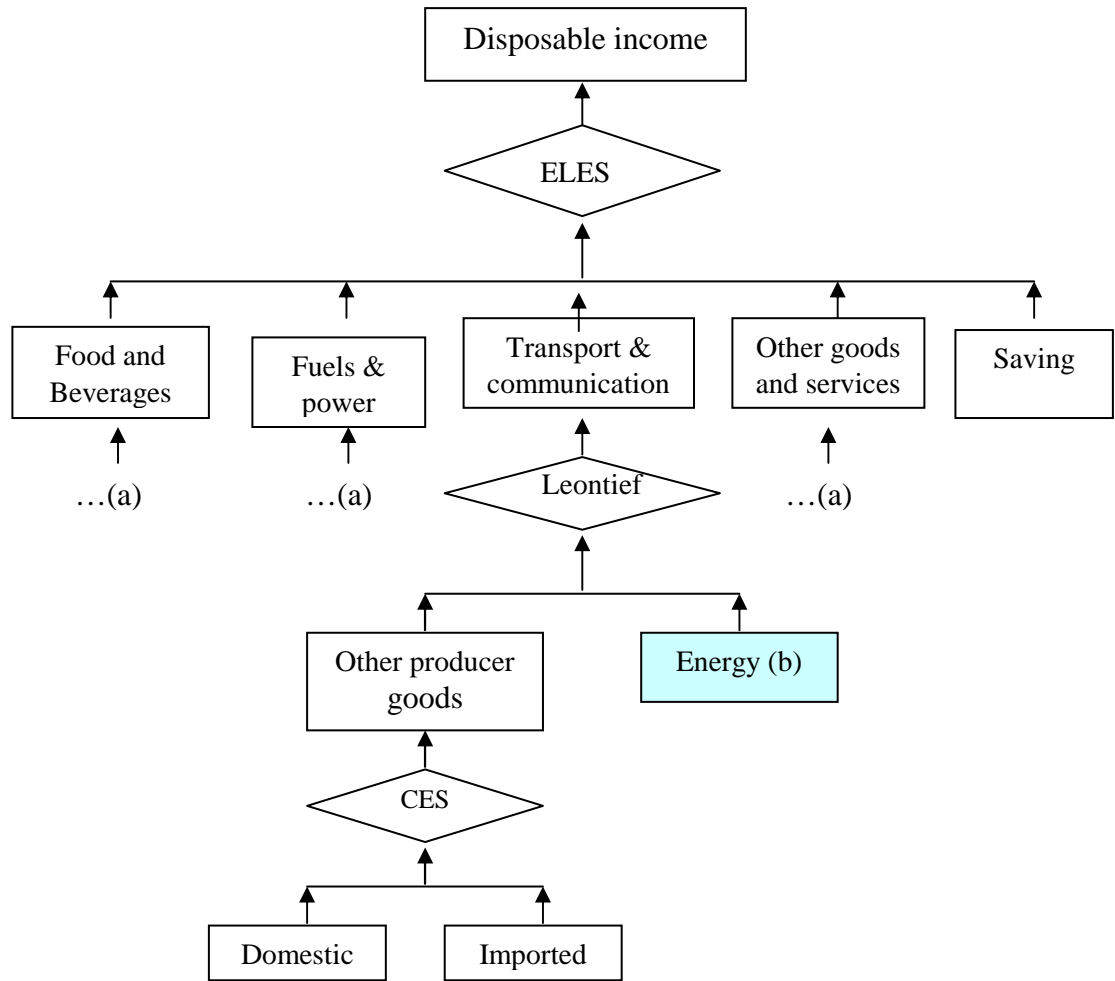 Disposable income
ELES
Food and
Beverages
Fuels &
power
Transport &
communication
Other goods
and services
Saving
…(a)
…(a)
Leontief
…(a)
Other producer
goods
Energy (b)
CES
Domestic
Imported